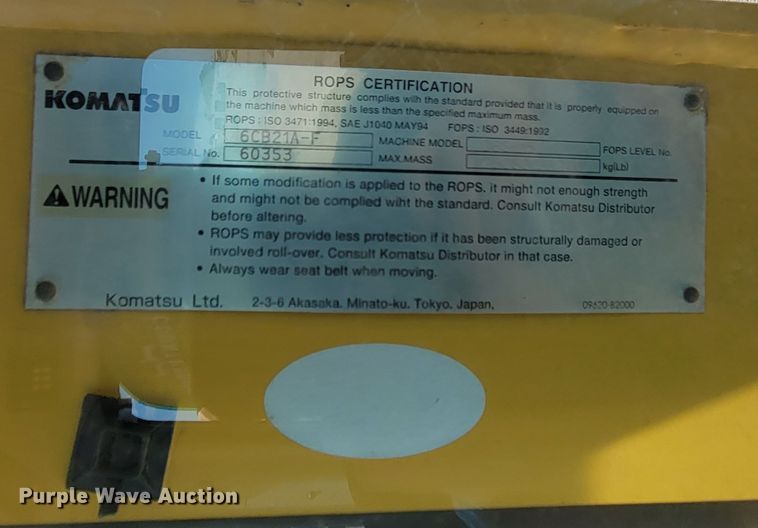 KOMATSU
ROPS CERTIFICATION
This protective structure complies with the standard provided that it is properly equipped on
the machine which mass is less than the specified maximum mass.
ROPS : ISO 3471:1994, SAE J1040 MAY94 FOPS : ISO 3449:1992
MODEL 6CB21A-F MACHINE MODEL FOPS LEVEL No.
SERIAL No. 60353 MAX.MASS kg(Lb)
WARNING
• If some modification is applied to the ROPS. it might not enough strength
and might not be complied wiht the standard. Consult Komatsu Distributor
before altering.
• ROPS may provide less protection if it has been structurally damaged or
involved roll-over. Consult Komatsu Distributor in that case.
• Always wear seat belt when moving.
Komatsu Ltd. 2-3-6 Akasaka. Minato-ku. Tokyo. Japan. 09620-B2000
Purple Wave Auction